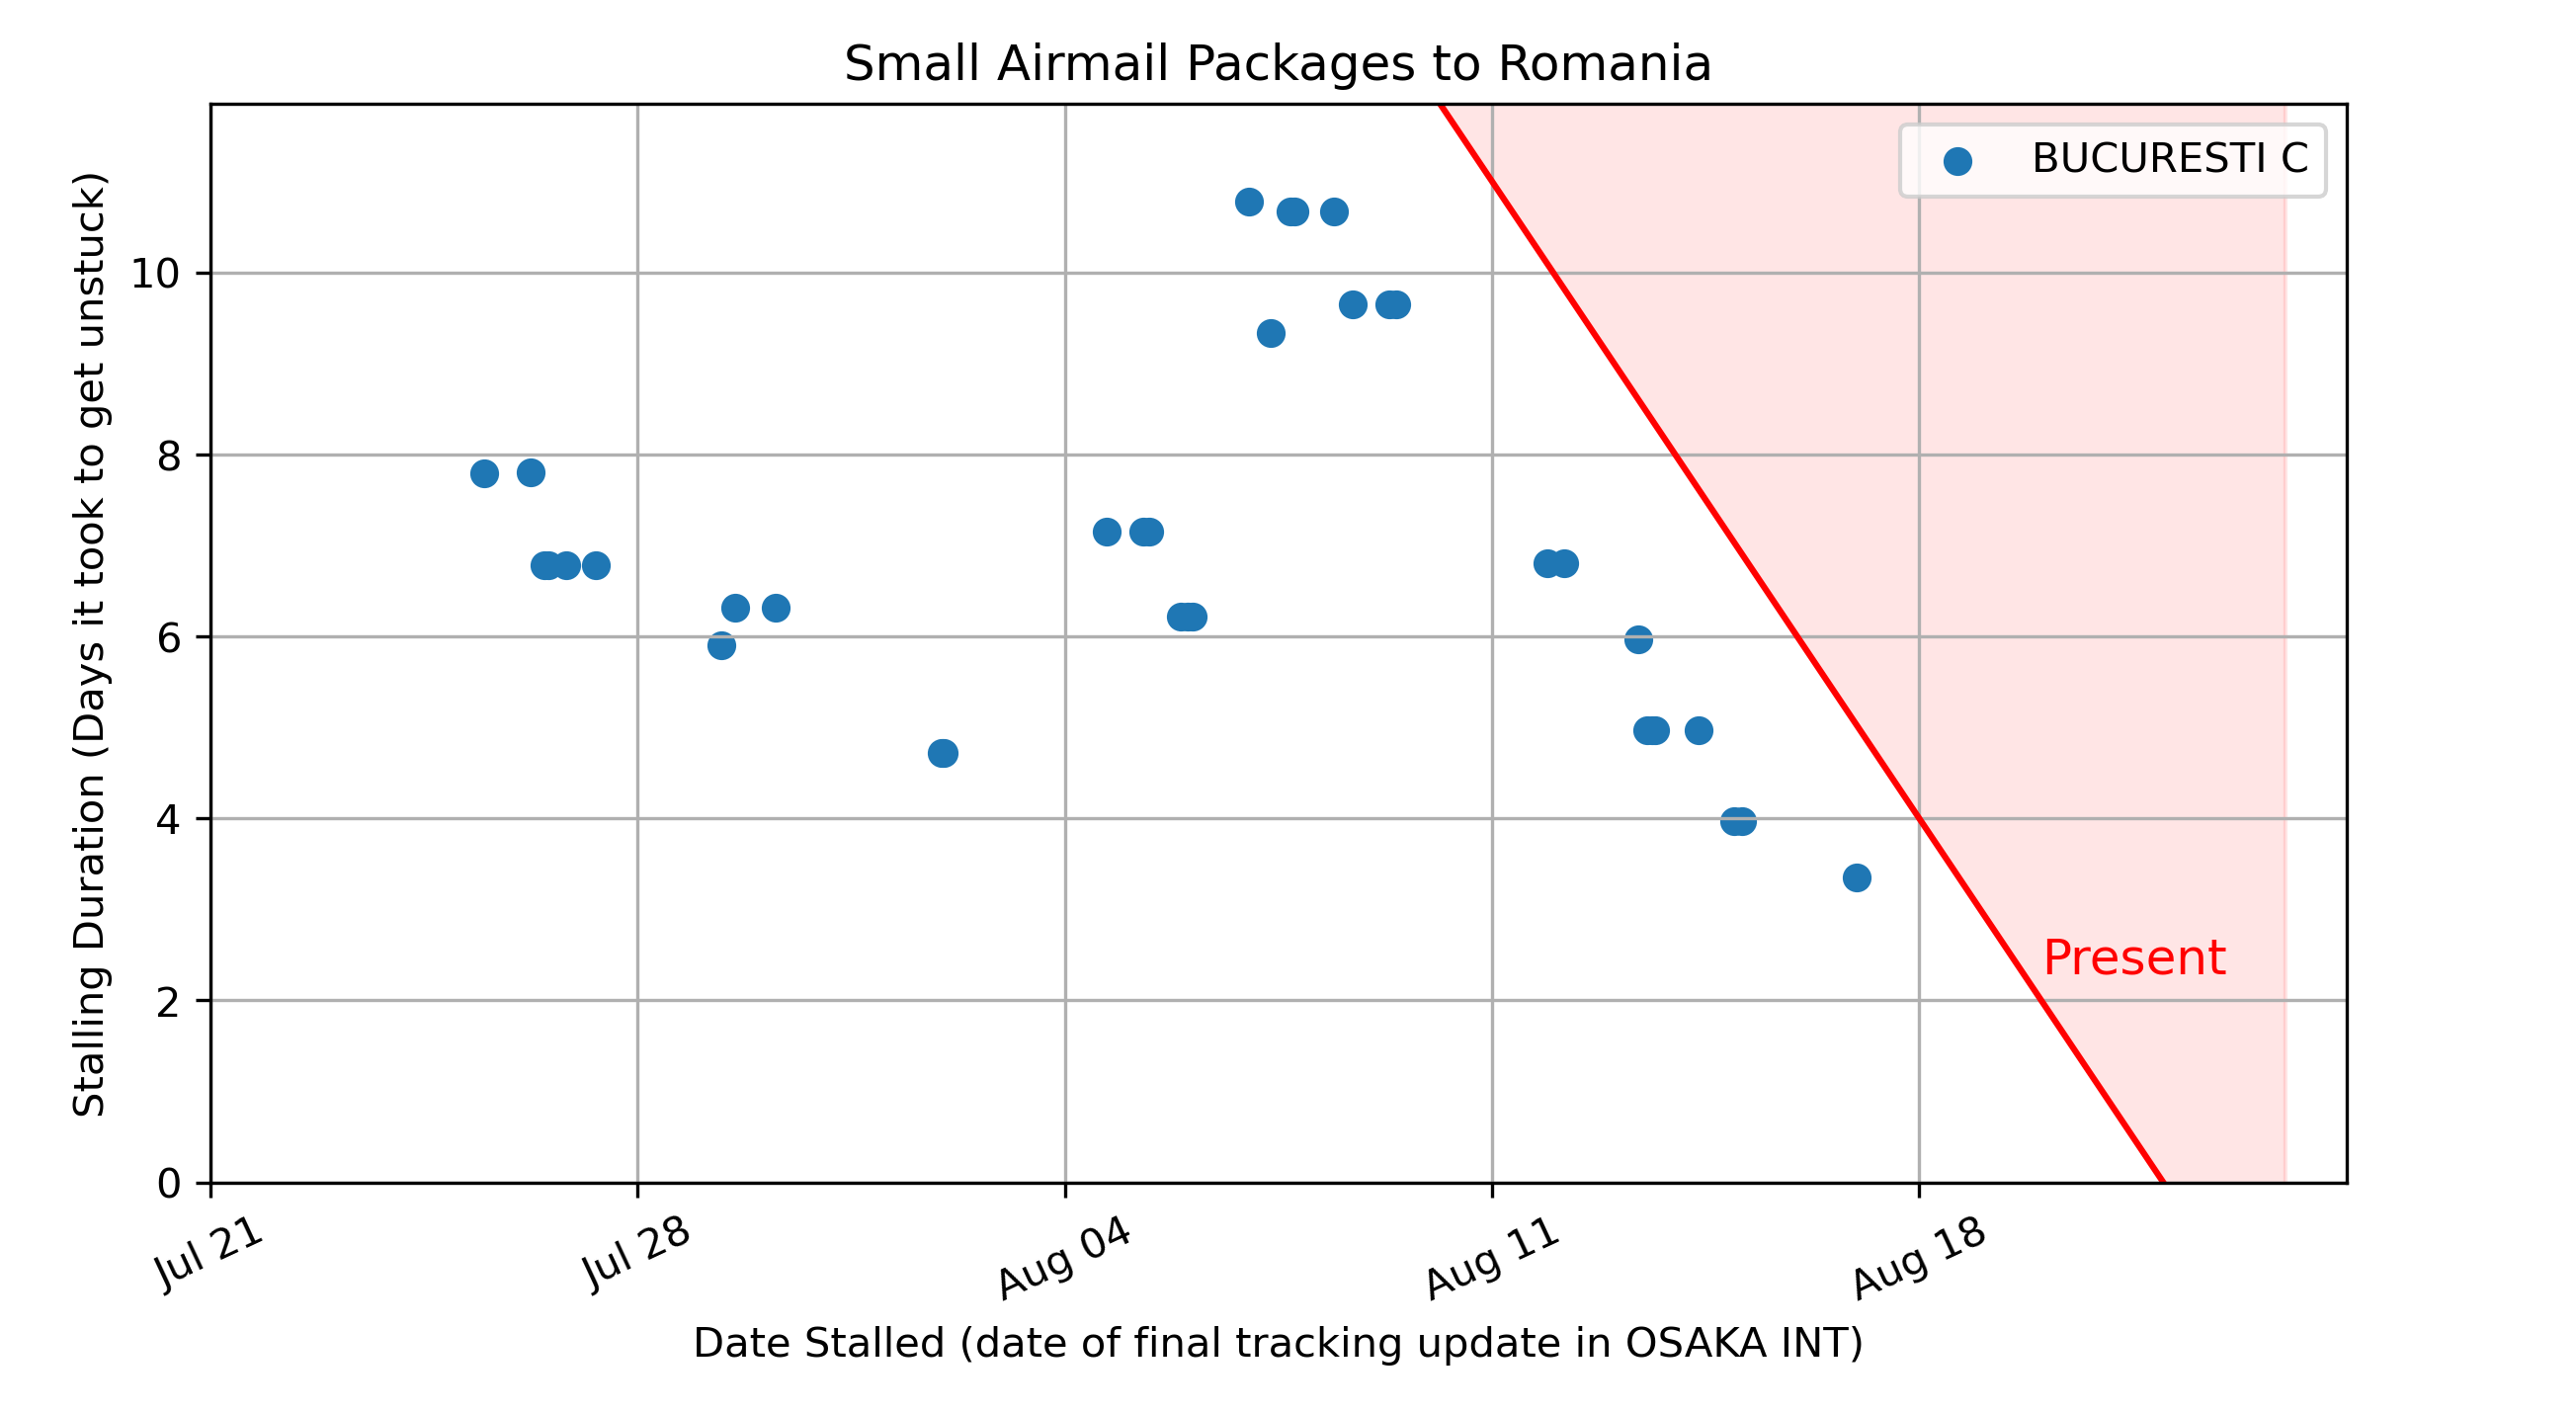 Small Airmail Packages to Romania
BUCURESTI C
Stalling Duration (Days it took to get unstuck)
10
8
6
4
2
0
Present
Jul 21
Jul 28
Aug 04
Aug 11
Aug 18
Date Stalled (date of final tracking update in OSAKA INT)